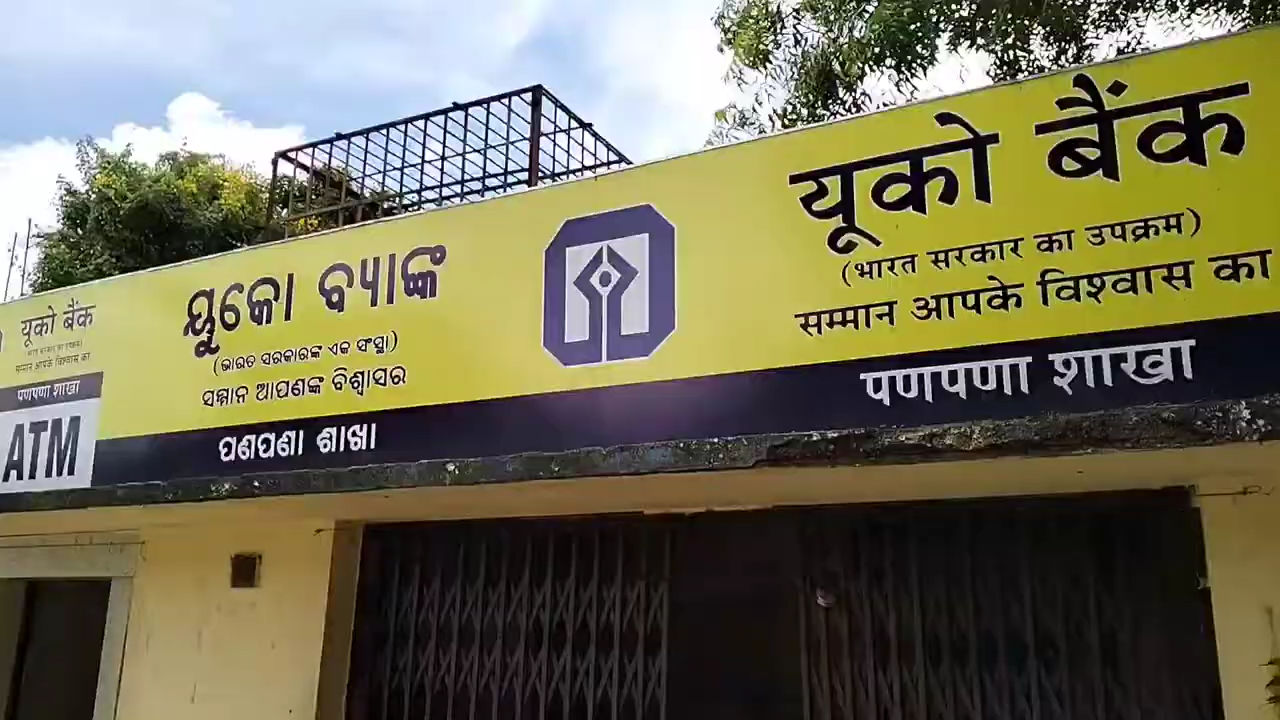 यूको बैंक
(भारत सरकार का उपक्रम)
सम्मान आपके विश्वास का
पणपणा शाखा
ATM
ୟୁକୋ ବ୍ୟାଙ୍କ
(ଭାରତ ସରକାରଙ୍କ ଏକ ସଂସ୍ଥା)
ସମ୍ମାନ ଆପଣଙ୍କ ବିଶ୍ୱାସର
ପଣପଣା ଶାଖା
यूको बैंक
(भारत सरकार का उपक्रम)
सम्मान आपके विश्वास का
पणपणा शाखा